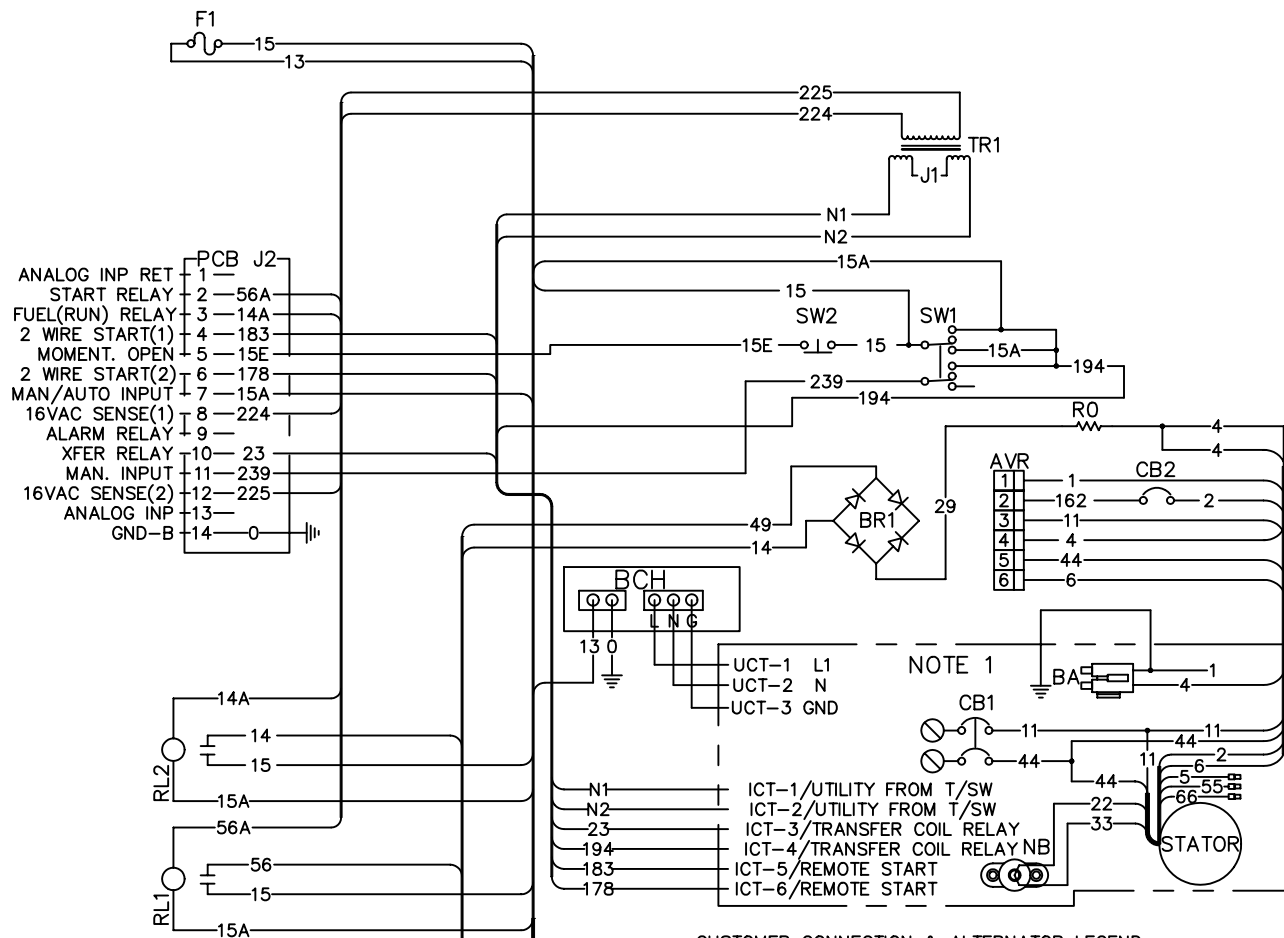 F1
15
13
225
224
TR1
J1
N1
N2
PCB J2
ANALOG INP RET 1
START RELAY 2 56A
FUEL(RUN) RELAY 3 14A
2 WIRE START(1) 4 183
MOMENT. OPEN 5 15E
2 WIRE START(2) 6 178
MAN/AUTO INPUT 7 15A
16VAC SENSE(1) 8 224
ALARM RELAY 9
XFER RELAY 10 23
MAN. INPUT 11 239
16VAC SENSE(2) 12 225
ANALOG INP 13
GND-B 14 0
15A
15
SW2 SW1
15E 15 15A
194
239
194
R0
4
4
29
AVR
1 1
2 162 CB2 2
3 11
4 4
5 44
6 6
49
14
BR1
BCH
L N G
13 0
UCT-1 L1
UCT-2 N
UCT-3 GND
NOTE 1
BA
1
4
CB1
11 11
44 44
11
2
6
44
5
55
66
22
33
STATOR
NB
14A
14
15
RL2
15A
56A
56
15
RL1
15A
N1 ICT-1/UTILITY FROM T/SW
N2 ICT-2/UTILITY FROM T/SW
23 ICT-3/TRANSFER COIL RELAY
194 ICT-4/TRANSFER COIL RELAY
183 ICT-5/REMOTE START
178 ICT-6/REMOTE START
CUSTOMER CONNECTION & ALTERNATOR LEGEND